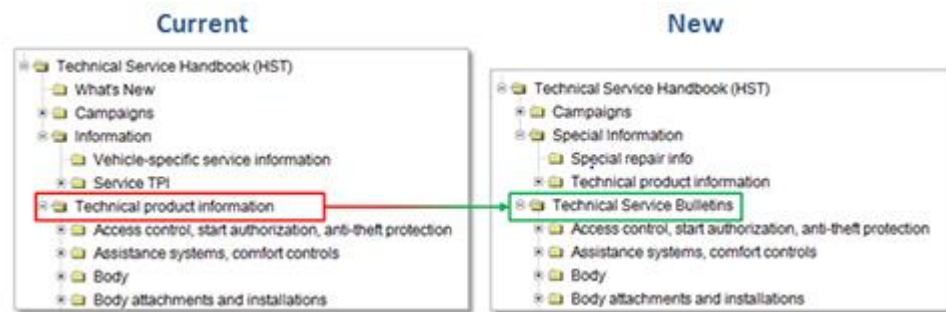 Current
Technical Service Handbook (HST)
What's New
Campaigns
Information
Vehicle-specific service information
Service TPI
Technical product information
Access control, start authorization, anti-theft protection
Assistance systems, comfort controls
Body
Body attachments and installations
New
Technical Service Handbook (HST)
Campaigns
Special Information
Special repair info
Technical product information
Technical Service Bulletins
Access control, start authorization, anti-theft protection
Assistance systems, comfort controls
Body
Body attachments and installations